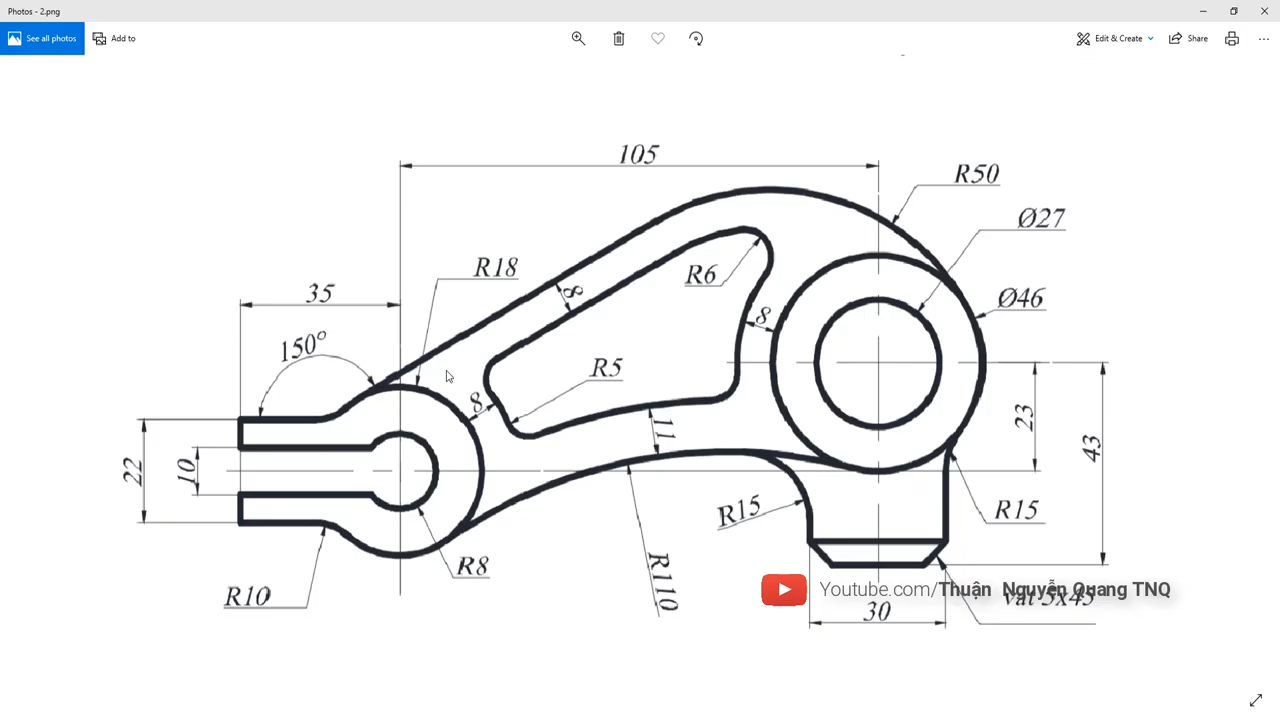 Photos - 2.png
See all photos
Add to
Edit & Create
Share
105
R50
Ø27
R18
R6
8
35
Ø46
8
150°
R5
8
11
23
43
22
10
R15
R15
R8
R110
R10
Youtube.com/Thuận Nguyễn Quang TNQ
30